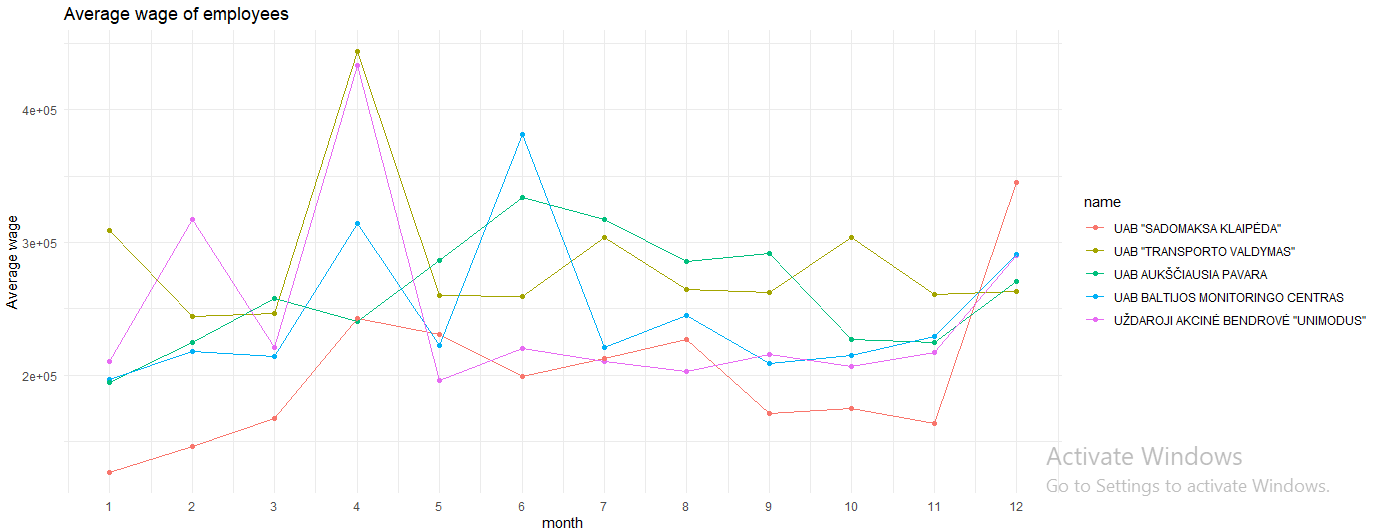 Average wage of employees
4e+05
3e+05
2e+05
Average wage
1 2 3 4 5 6 7 8 9 10 11 12
month
name
UAB "SADOMAKSA KLAIPĖDA"
UAB "TRANSPORTO VALDYMAS"
UAB AUKŠČIAUSIA PAVARA
UAB BALTIJOS MONITORINGO CENTRAS
UŽDAROJI AKCINĖ BENDROVĖ "UNIMODUS"
Activate Windows
Go to Settings to activate Windows.